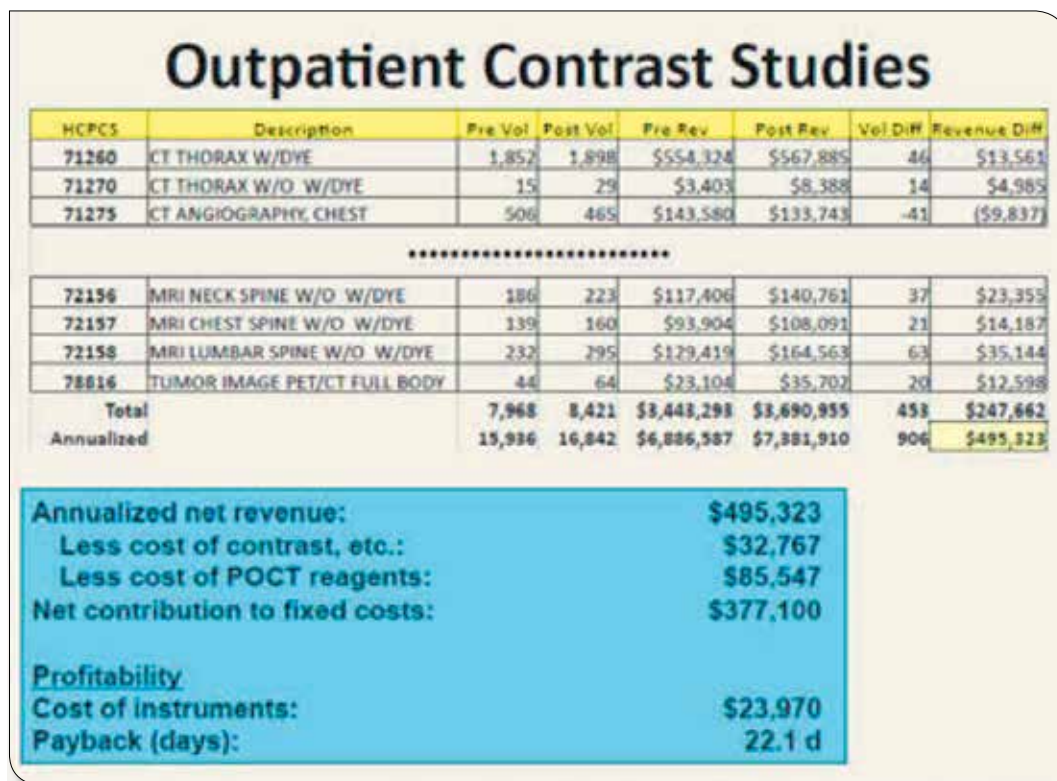 Outpatient Contrast Studies
HCPCS Description Pre Vol Post Vol Pre Rev Post Rev Vol Diff Revenue Diff
71260 CT THORAX W/DYE 1,852 1,898 $554,324 $567,885 46 $13,561
71270 CT THORAX W/O W/DYE 15 29 $3,403 $8,388 14 $4,985
71275 CT ANGIOGRAPHY, CHEST 506 465 $143,580 $133,743 -41 ($9,837)
72156 MRI NECK SPINE W/O W/DYE 186 223 $117,406 $140,761 37 $23,355
72157 MRI CHEST SPINE W/O W/DYE 139 160 $93,904 $108,091 21 $14,187
72158 MRI LUMBAR SPINE W/O W/DYE 232 295 $129,419 $164,563 63 $35,144
78816 TUMOR IMAGE PET/CT FULL BODY 44 64 $23,104 $35,702 20 $12,598
Total 7,968 8,421 $3,443,293 $3,690,955 453 $247,662
Annualized 15,936 16,842 $6,886,587 $7,381,910 906 $495,323
Annualized net revenue: $495,323
Less cost of contrast, etc.: $32,767
Less cost of POCT reagents: $85,547
Net contribution to fixed costs: $377,100
Profitability
Cost of instruments: $23,970
Payback (days): 22.1 d